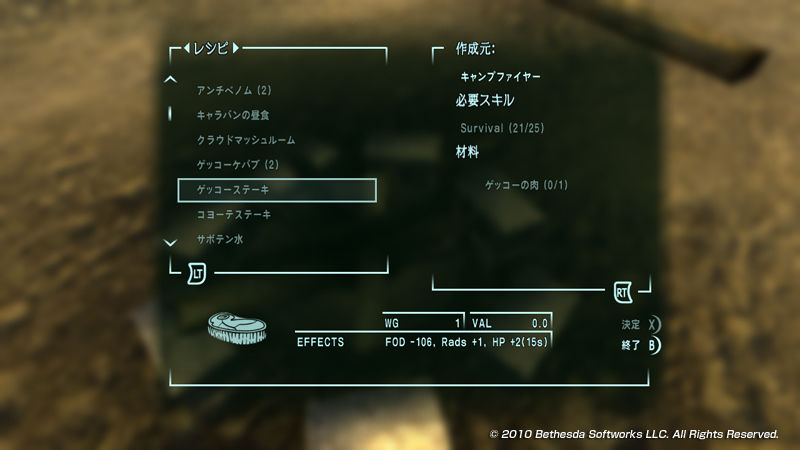 レシピ
アンチベノム (2)
キャラバンの昼食
クラウドマッシュルーム
ゲッコーケバブ (2)
ゲッコーステーキ
コヨーテステーキ
サボテン水
LT
作成元:
キャンプファイヤー
必要スキル
Survival (21/25)
材料
ゲッコーの肉 (0/1)
RT
WG 1 VAL 0.0
EFFECTS FOD -106, Rads +1, HP +2(15s)
決定 X)
終了 B)
© 2010 Bethesda Softworks LLC. All Rights Reserved.